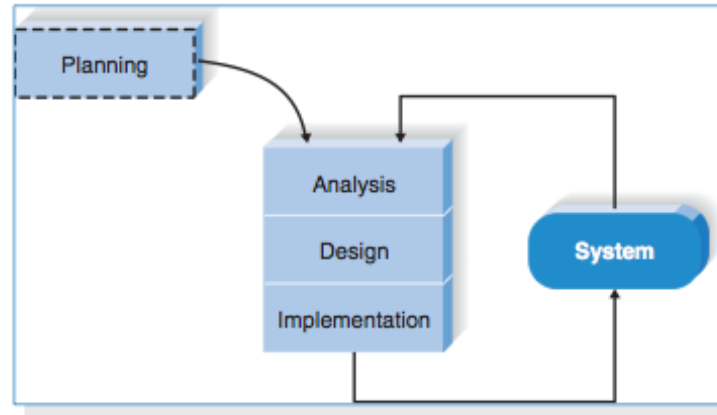 Planning
Analysis
Design
System
Implementation